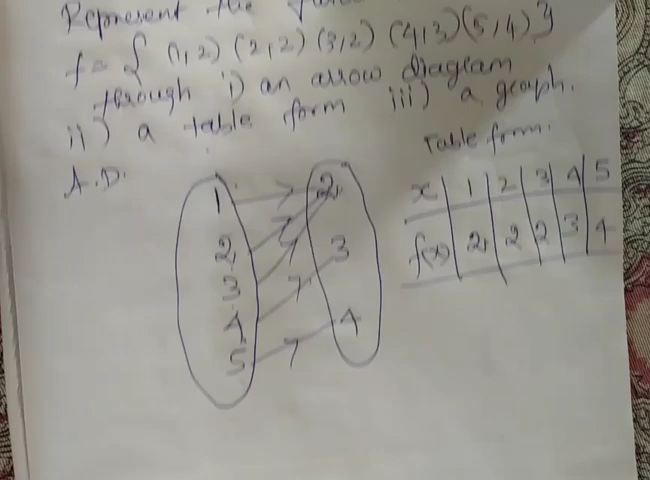 Represent the
f = { (1,2) (2,2) (3,2) (4,3) (5,4) }
through i) an arrow diagram
ii) a table form iii) a graph.
A.D.
1 2
2 3
3 4
4
5
Table form.
x | 1 | 2 | 3 | 4 | 5
f(x) | 2 | 2 | 2 | 3 | 4